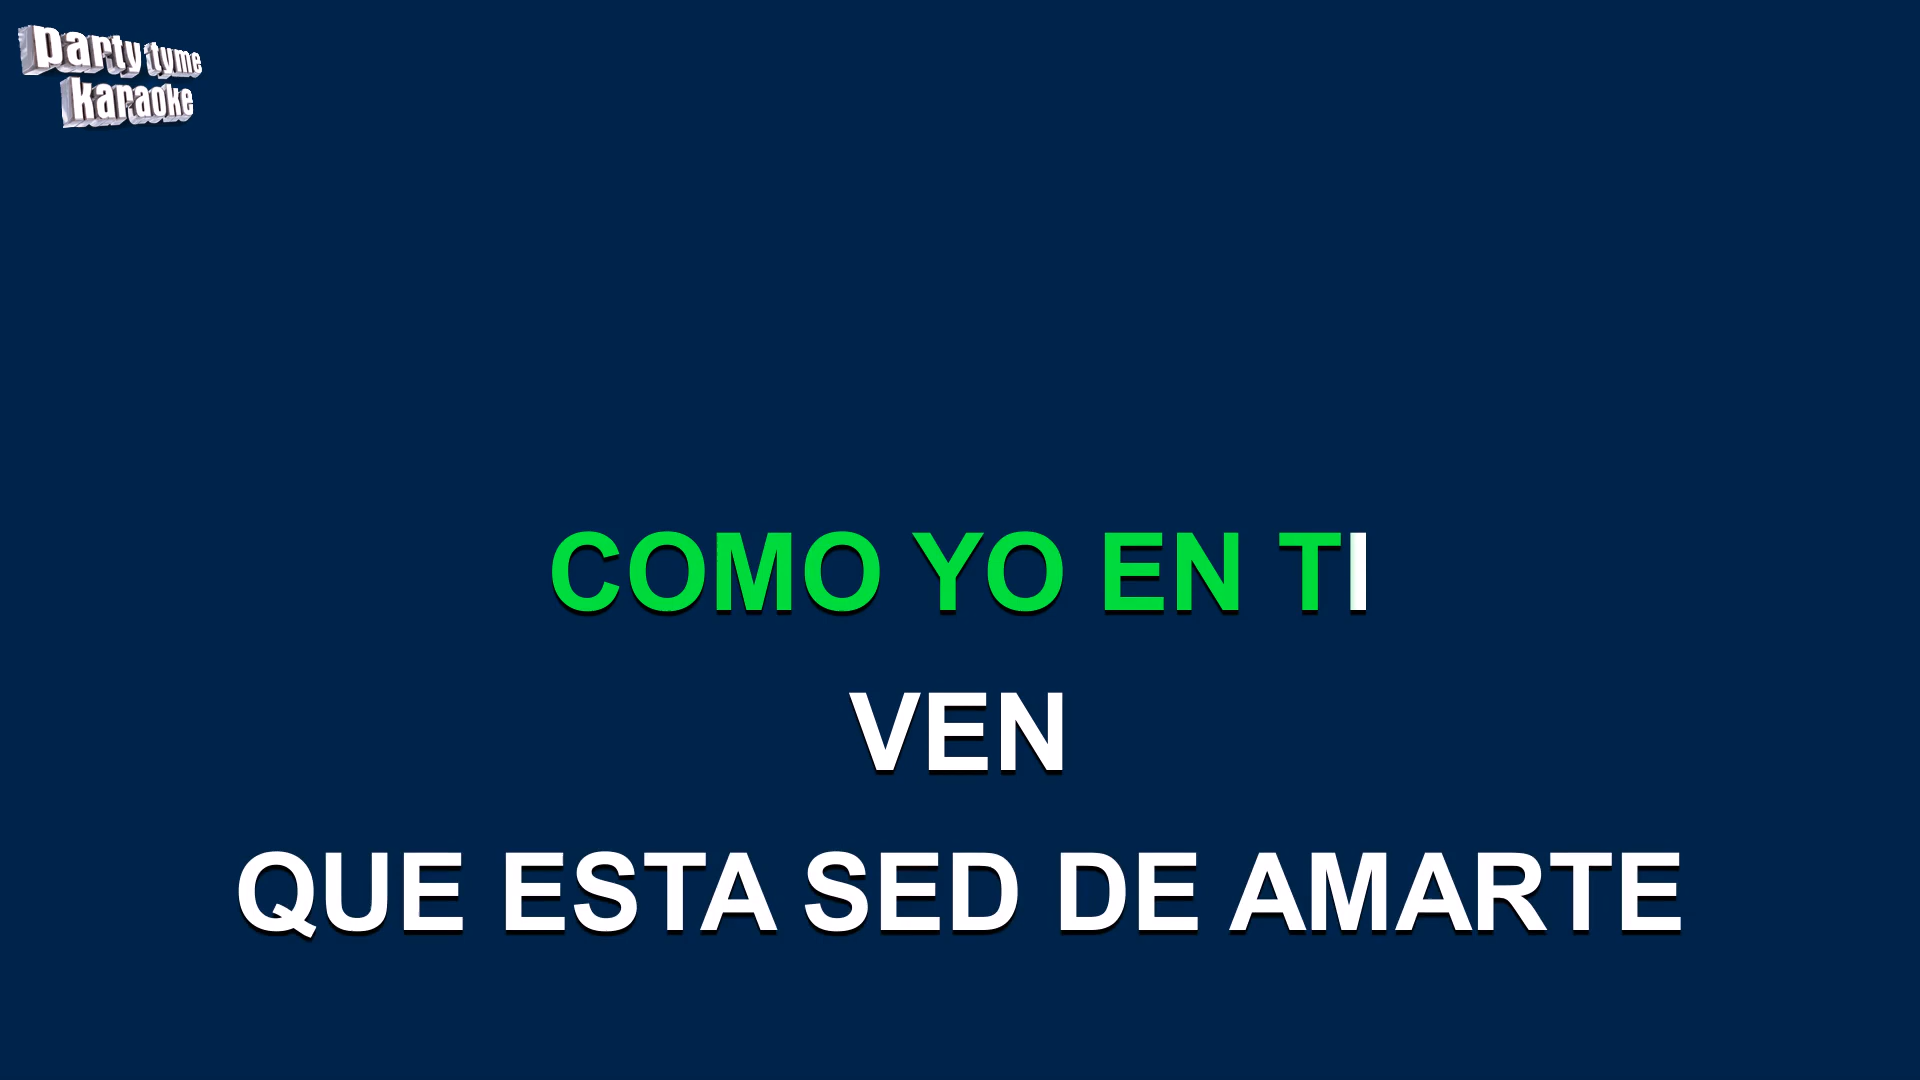 party tyme
karaoke
COMO YO EN TI
VEN
QUE ESTA SED DE AMARTE